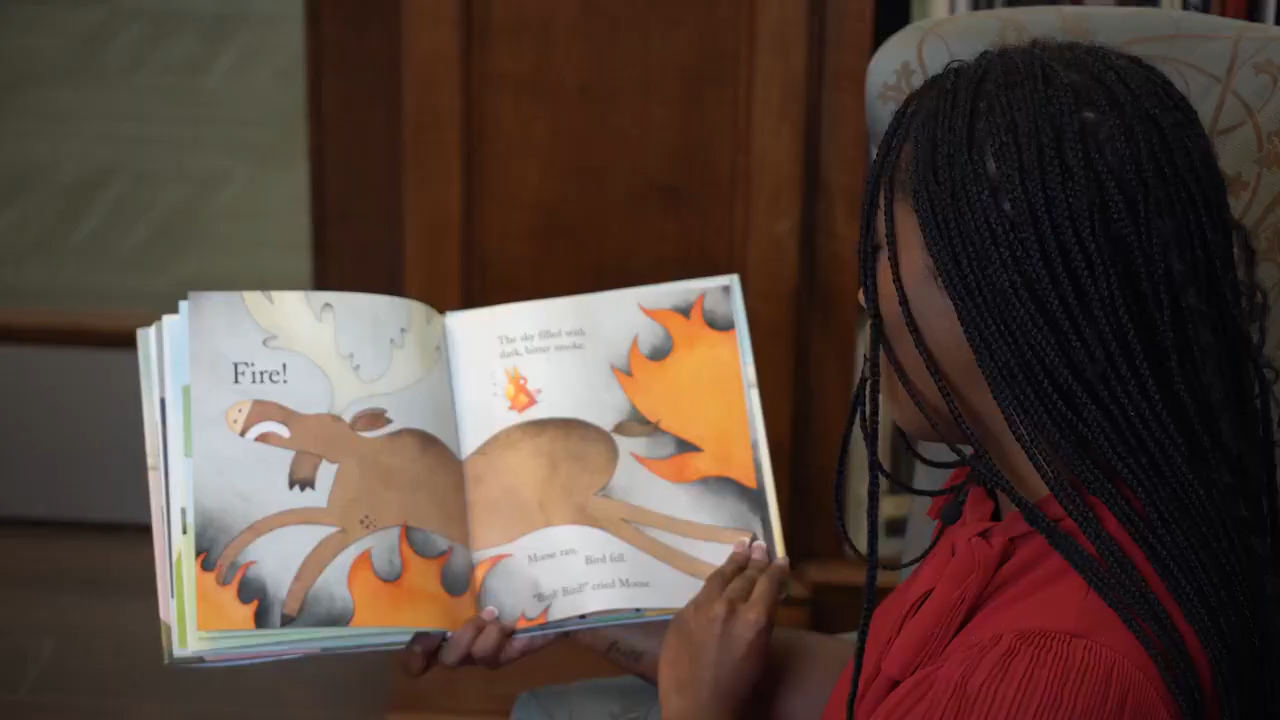 Fire!
The sky filled with
dark, bitter smoke.
Moose ran.
Bird fell.
"Bird! Bird!" cried Moose.